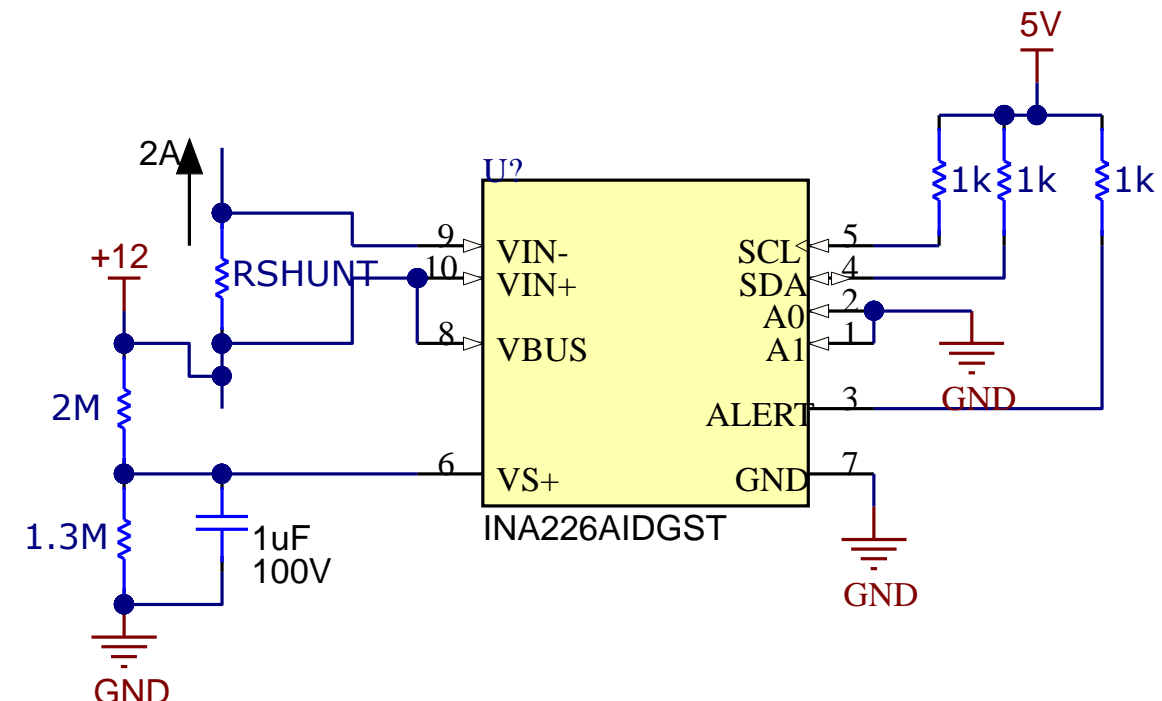 5V
2A
U?
1k
1k
1k
9
VIN-
SCL
5
+12
RSHUNT
10
VIN+
SDA
4
A0
2
8
VBUS
A1
1
2M
GND
ALERT
3
6
VS+
GND
7
1.3M
1uF
100V
INA226AIDGST
GND
GND